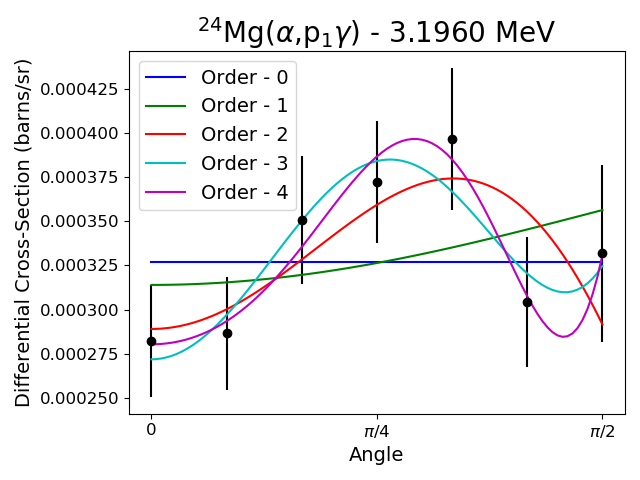 ²⁴Mg(α,p₁γ) - 3.1960 MeV
Differential Cross-Section (barns/sr)
0.000425
0.000400
0.000375
0.000350
0.000325
0.000300
0.000275
0.000250
Order - 0
Order - 1
Order - 2
Order - 3
Order - 4
0
π/4
π/2
Angle